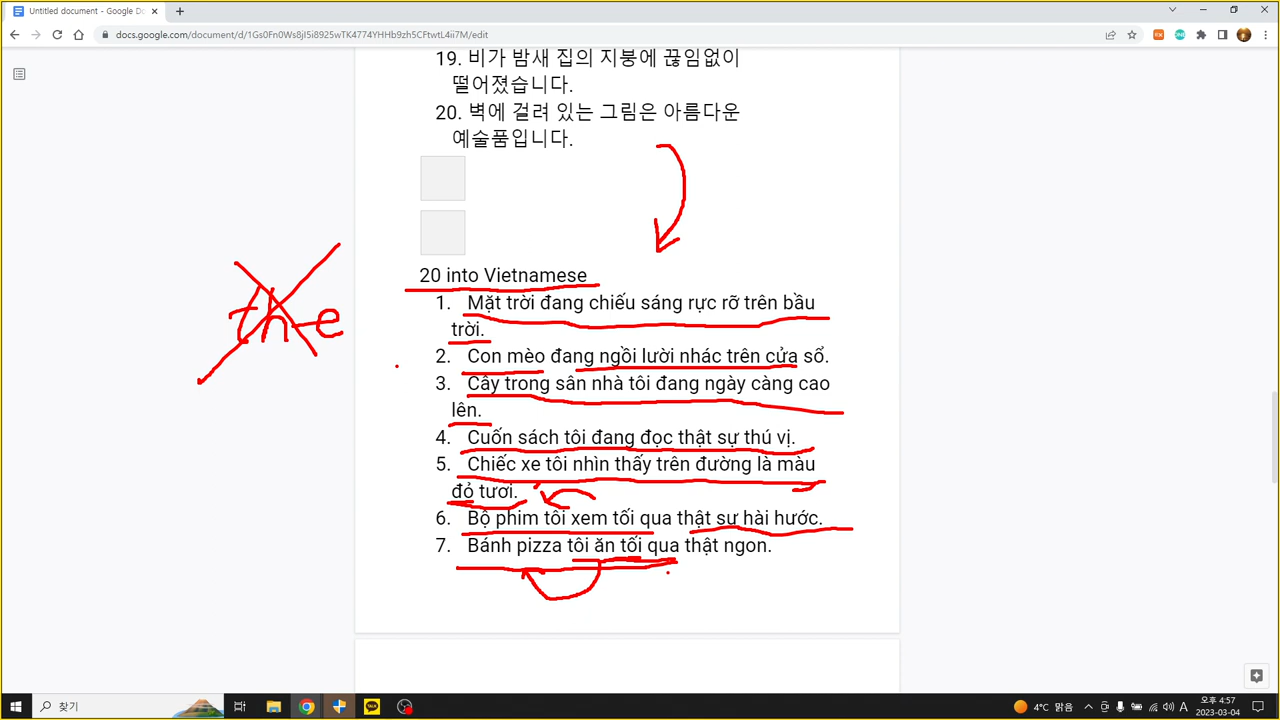 Untitled document - Google Do
docs.google.com/document/d/1Gs0Fn0Ws8jI5i8925wTK4774YHHb9zh5CFtwtL4ii7M/edit
19. 비가 밤새 집의 지붕에 끊임없이
떨어졌습니다.
20. 벽에 걸려 있는 그림은 아름다운
예술품입니다.
20 into Vietnamese
the
1. Mặt trời đang chiếu sáng rực rỡ trên bầu
trời.
2. Con mèo đang ngồi lười nhác trên cửa sổ.
3. Cây trong sân nhà tôi đang ngày càng cao
lên.
4. Cuốn sách tôi đang đọc thật sự thú vị.
5. Chiếc xe tôi nhìn thấy trên đường là màu
đỏ tươi.
6. Bộ phim tôi xem tối qua thật sự hài hước.
7. Bánh pizza tôi ăn tối qua thật ngon.
찾기
4°C 맑음
A
오후 4:57
2023-03-04